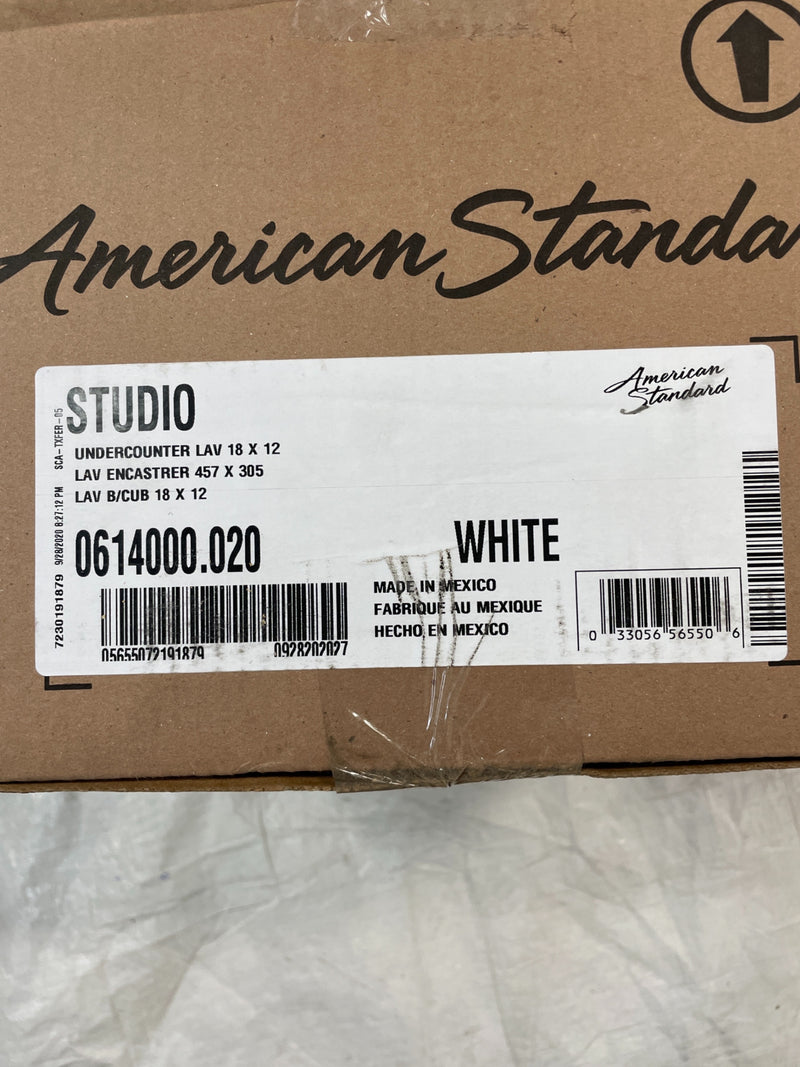 American Standa
STUDIO
American
Standard
UNDERCOUNTER LAV 18 X 12
LAV ENCASTRER 457 X 305
LAV B/CUB 18 X 12
0614000.020
WHITE
MADE IN MEXICO
FABRIQUE AU MEXIQUE
HECHO EN MEXICO
05655072191879
0928202027
0 33056 56550 6
7230191879 9/28/2020 8:27:12 PM SCA-TXFER-05